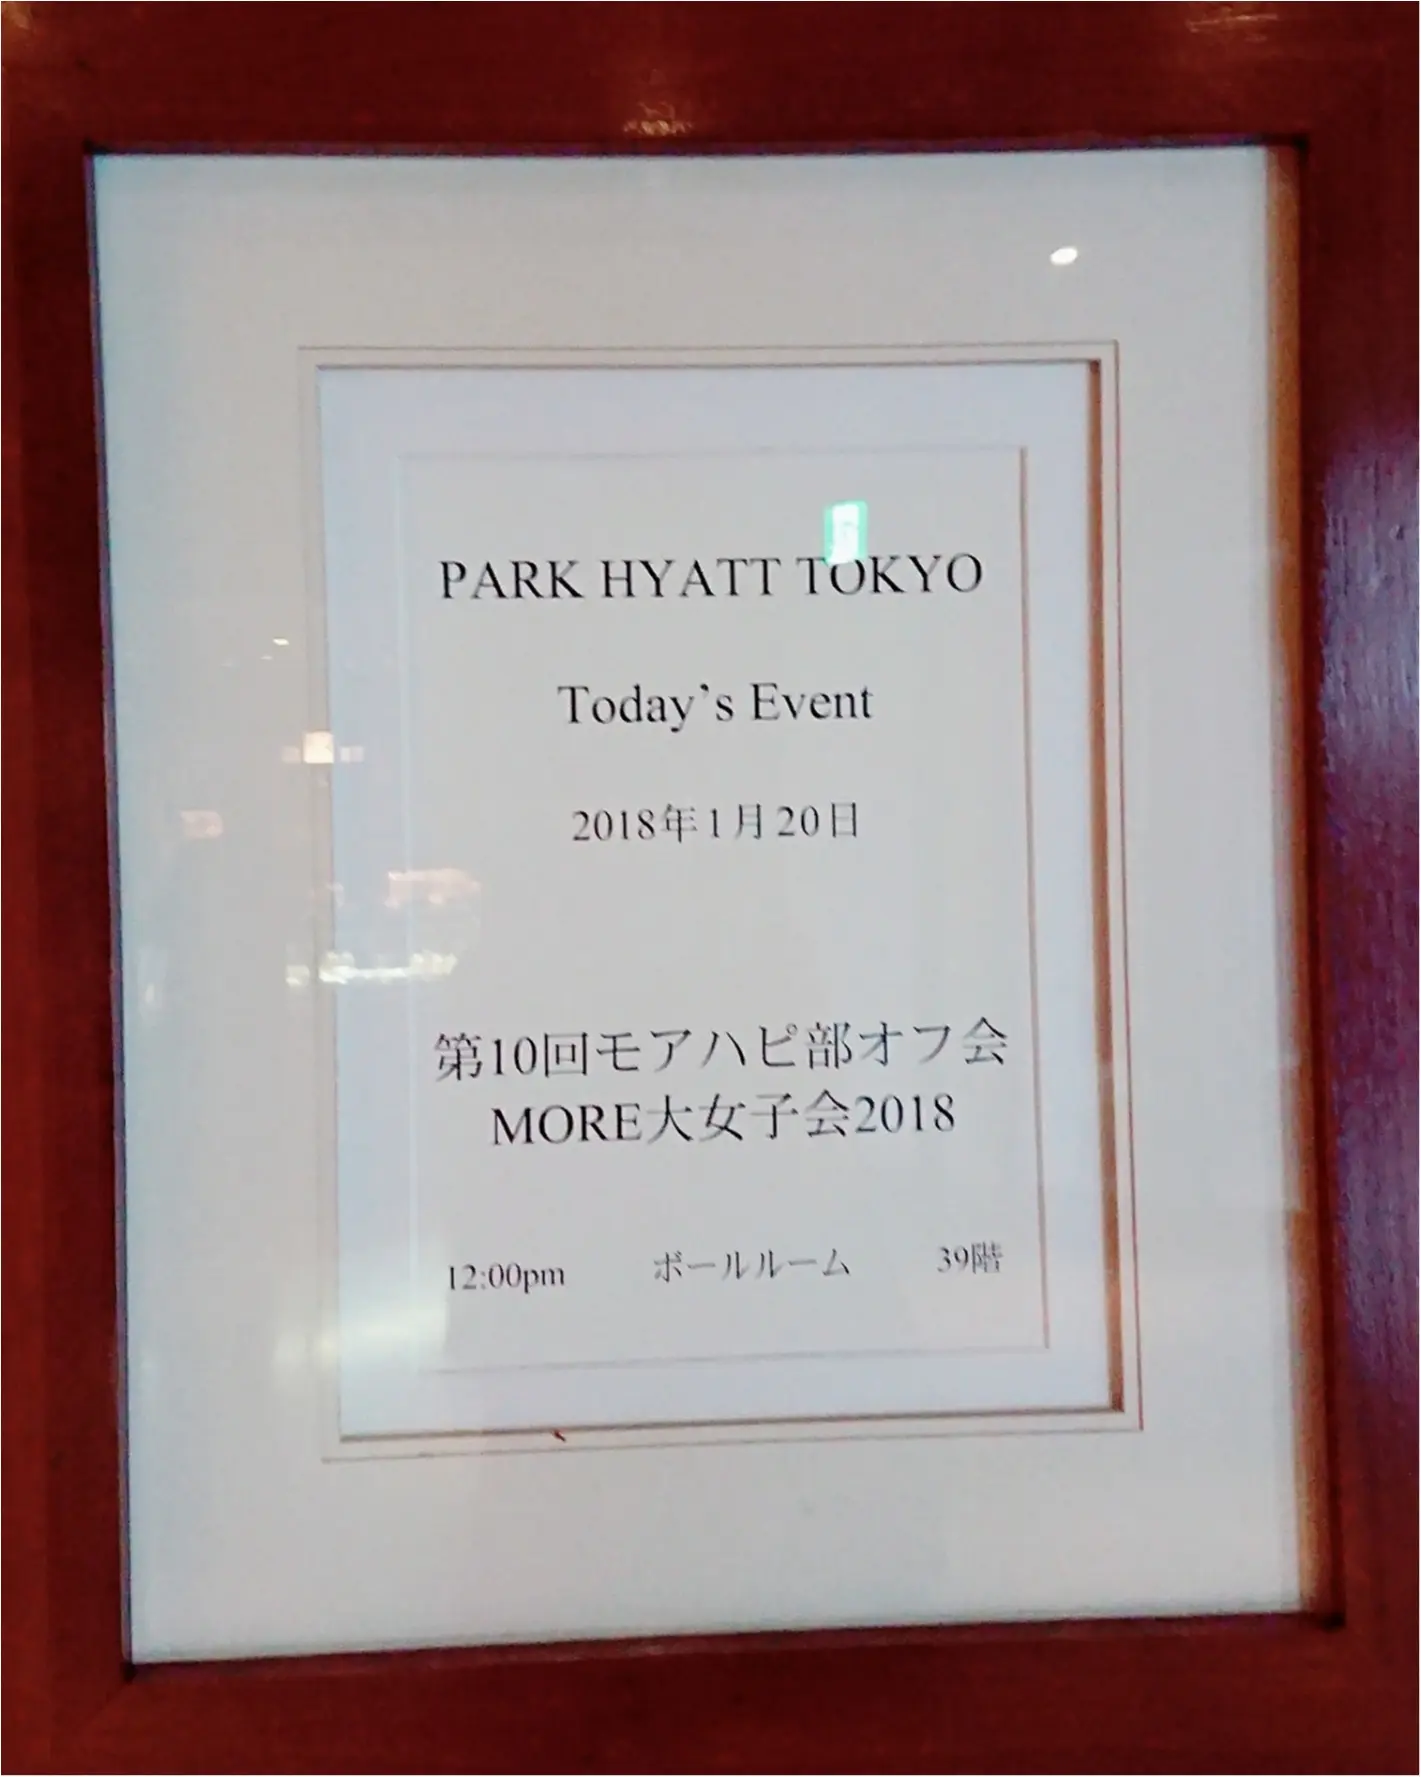 PARK HYATT TOKYO
Today's Event
2018年1月20日
第10回モアハピ部オフ会
MORE大女子会2018
12:00pm ボールルーム 39階